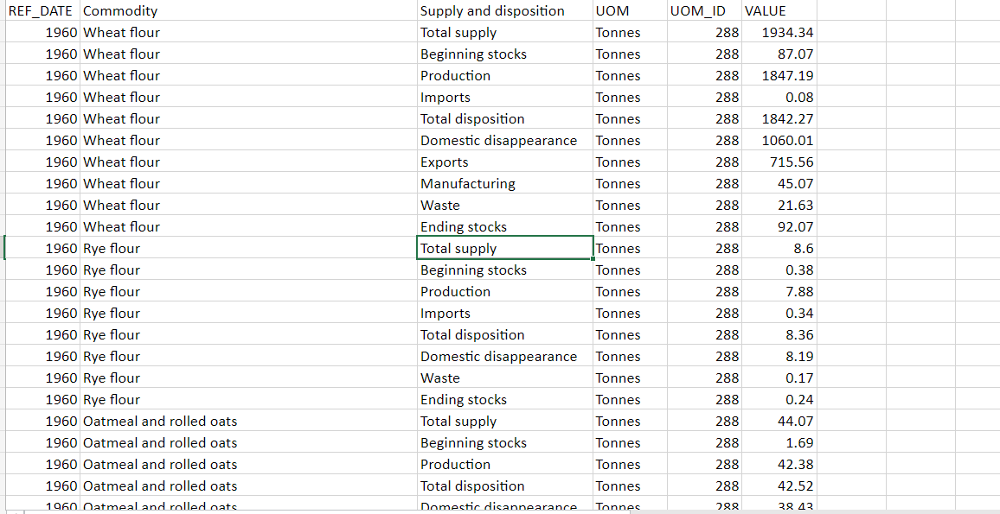 REF_DATE Commodity Supply and disposition UOM UOM_ID VALUE
1960 Wheat flour Total supply Tonnes 288 1934.34
1960 Wheat flour Beginning stocks Tonnes 288 87.07
1960 Wheat flour Production Tonnes 288 1847.19
1960 Wheat flour Imports Tonnes 288 0.08
1960 Wheat flour Total disposition Tonnes 288 1842.27
1960 Wheat flour Domestic disappearance Tonnes 288 1060.01
1960 Wheat flour Exports Tonnes 288 715.56
1960 Wheat flour Manufacturing Tonnes 288 45.07
1960 Wheat flour Waste Tonnes 288 21.63
1960 Wheat flour Ending stocks Tonnes 288 92.07
1960 Rye flour Total supply Tonnes 288 8.6
1960 Rye flour Beginning stocks Tonnes 288 0.38
1960 Rye flour Production Tonnes 288 7.88
1960 Rye flour Imports Tonnes 288 0.34
1960 Rye flour Total disposition Tonnes 288 8.36
1960 Rye flour Domestic disappearance Tonnes 288 8.19
1960 Rye flour Waste Tonnes 288 0.17
1960 Rye flour Ending stocks Tonnes 288 0.24
1960 Oatmeal and rolled oats Total supply Tonnes 288 44.07
1960 Oatmeal and rolled oats Beginning stocks Tonnes 288 1.69
1960 Oatmeal and rolled oats Production Tonnes 288 42.38
1960 Oatmeal and rolled oats Total disposition Tonnes 288 42.52
1960 Oatmeal and rolled oats Domestic disappearance Tonnes 288 38.43